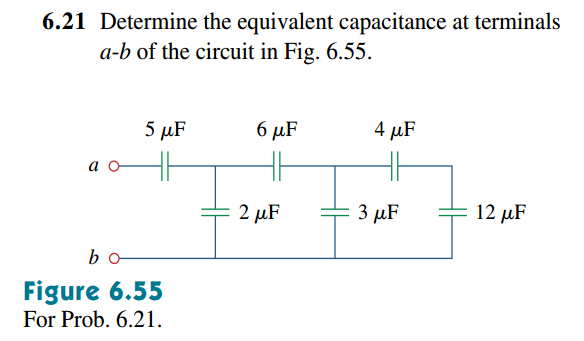 6.21 Determine the equivalent capacitance at terminals
a-b of the circuit in Fig. 6.55.
5 μF 6 μF 4 μF
a
2 μF 3 μF 12 μF
b
Figure 6.55
For Prob. 6.21.